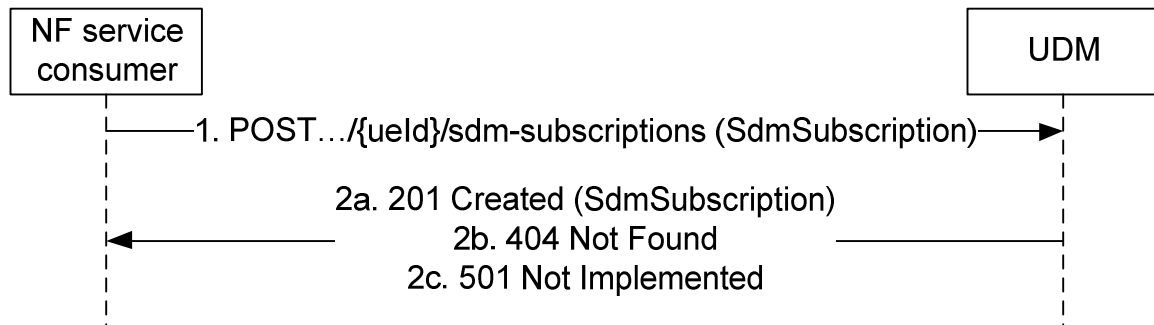 NF service
consumer
UDM
1. POST…/{ueId}/sdm-subscriptions (SdmSubscription)
2a. 201 Created (SdmSubscription)
2b. 404 Not Found
2c. 501 Not Implemented